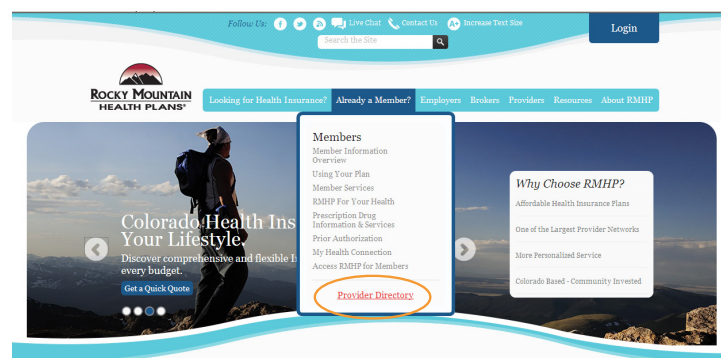 Follow Us: Live Chat Contact Us A+ Increase Text Size
Login
Search the Site
ROCKY MOUNTAIN
HEALTH PLANS®
Looking for Health Insurance? Already a Member? Employers Brokers Providers Resources About RMHP
Members
Member Information
Overview
Using Your Plan
Member Services
RMHP For Your Health
Prescription Drug
Information & Services
Prior Authorization
My Health Connection
Access RMHP for Members
Provider Directory
Colorado Health Ins
Your Lifestyle.
Discover comprehensive and flexible
every budget.
Get a Quick Quote
Why Choose RMHP?
Affordable Health Insurance Plans
One of the Largest Provider Networks
More Personalized Service
Colorado Based - Community Invested